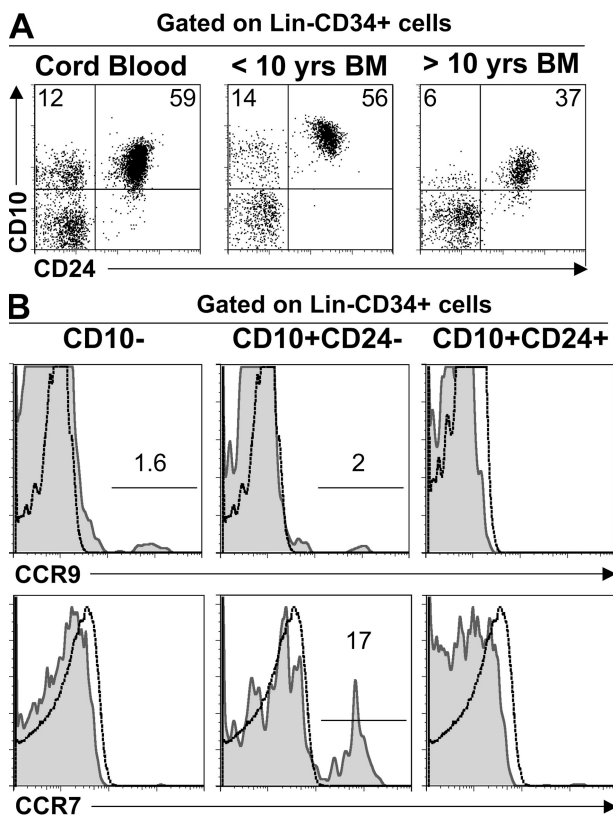 A
Gated on Lin-CD34+ cells
Cord Blood
< 10 yrs BM
> 10 yrs BM
12
59
14
56
6
37
CD10
CD24
B
Gated on Lin-CD34+ cells
CD10-
CD10+CD24-
CD10+CD24+
1.6
2
CCR9
17
CCR7